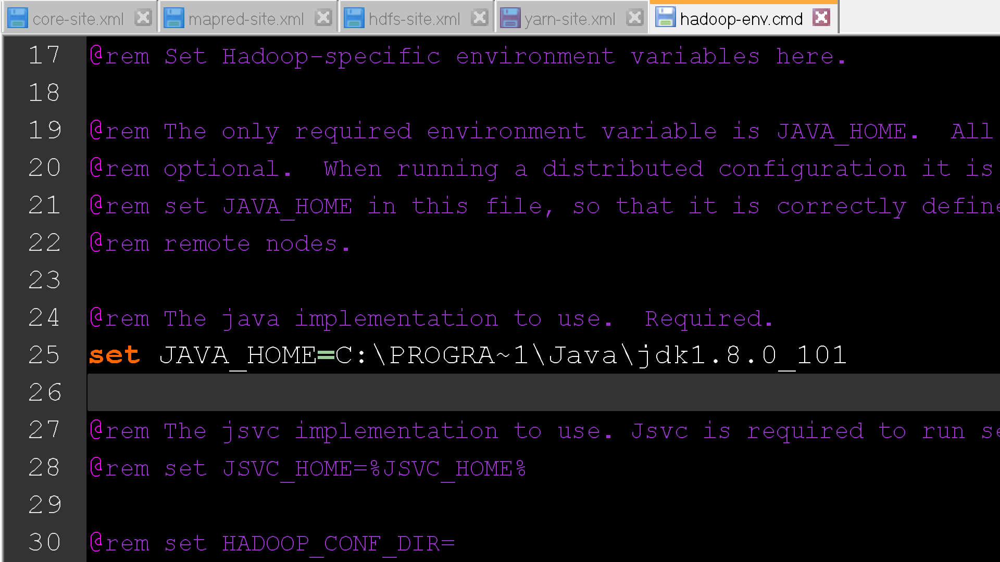 core-site.xml mapred-site.xml hdfs-site.xml yarn-site.xml hadoop-env.cmd
17 @rem Set Hadoop-specific environment variables here.
18
19 @rem The only required environment variable is JAVA_HOME.  All
20 @rem optional.  When running a distributed configuration it is
21 @rem set JAVA_HOME in this file, so that it is correctly define
22 @rem remote nodes.
23
24 @rem The java implementation to use.  Required.
25 set JAVA_HOME=C:\PROGRA~1\Java\jdk1.8.0_101
26
27 @rem The jsvc implementation to use. Jsvc is required to run se
28 @rem set JSVC_HOME=%JSVC_HOME%
29
30 @rem set HADOOP_CONF_DIR=